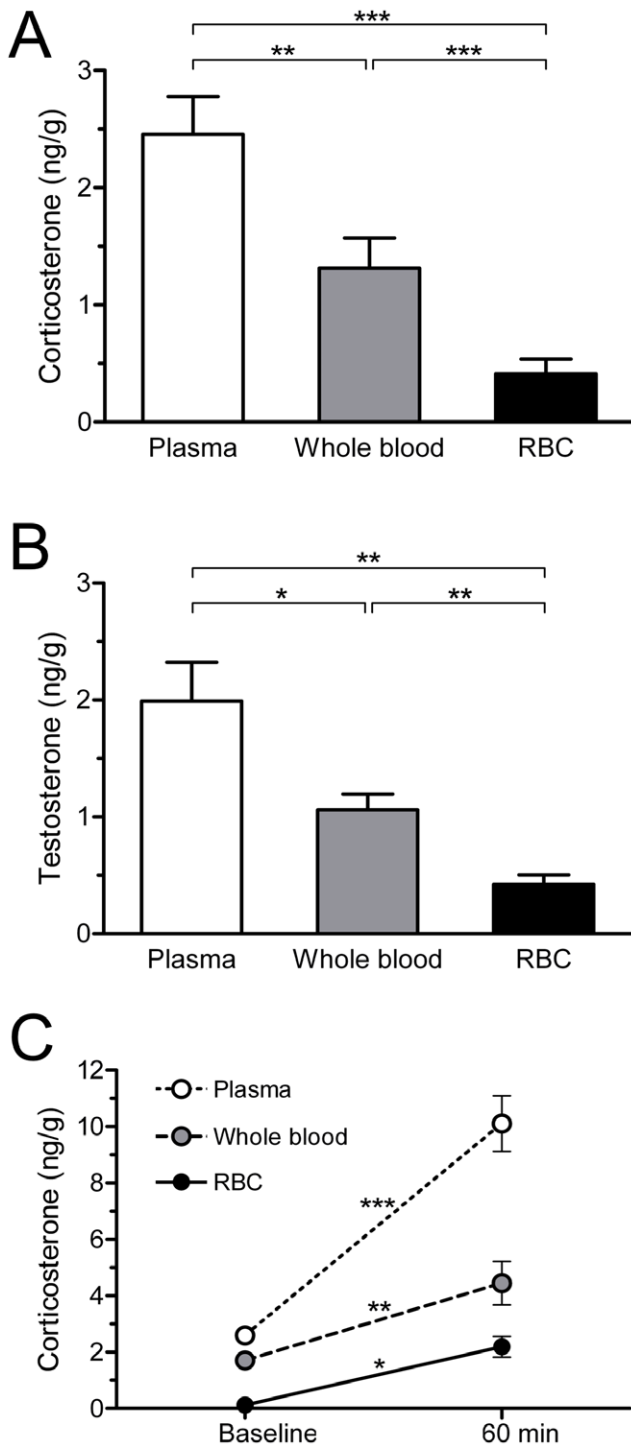 A
***
** ***
Corticosterone (ng/g)
3
2
1
0
Plasma Whole blood RBC
B
**
* **
Testosterone (ng/g)
3
2
1
0
Plasma Whole blood RBC
C
Corticosterone (ng/g)
12
10
8
6
4
2
0
Plasma
Whole blood
RBC
***
**
*
Baseline 60 min